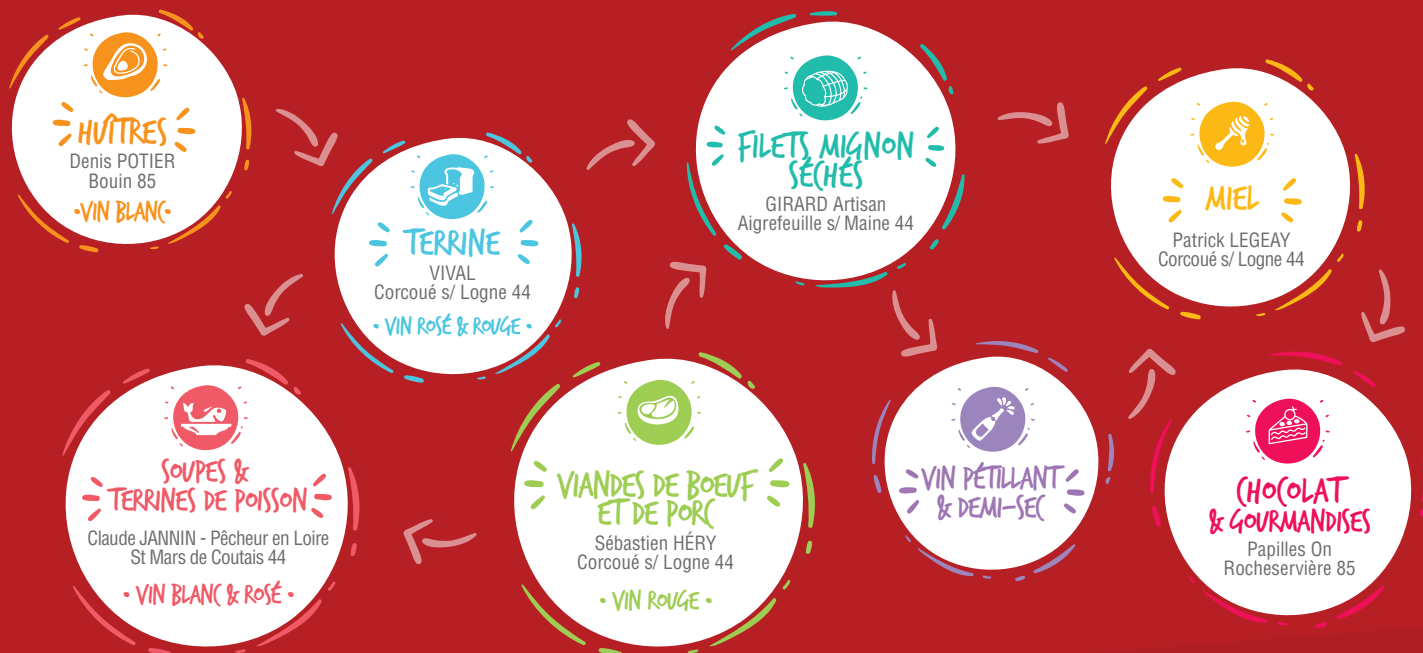 HUÎTRES
Denis POTIER
Bouin 85
•VIN BLANC•
TERRINE
VIVAL
Corcoué s/ Logne 44
• VIN ROSÉ & ROUGE •
SOUPES &
TERRINES DE POISSON
Claude JANNIN - Pêcheur en Loire
St Mars de Coutais 44
• VIN BLANC & ROSÉ •
VIANDES DE BOEUF
ET DE PORC
Sébastien HÉRY
Corcoué s/ Logne 44
• VIN ROUGE •
FILETS MIGNON
SÉCHÉS
GIRARD Artisan
Aigrefeuille s/ Maine 44
VIN PÉTILLANT
& DEMI-SEC
MIEL
Patrick LEGEAY
Corcoué s/ Logne 44
CHOCOLAT
& GOURMANDISES
Papilles On
Rocheservière 85